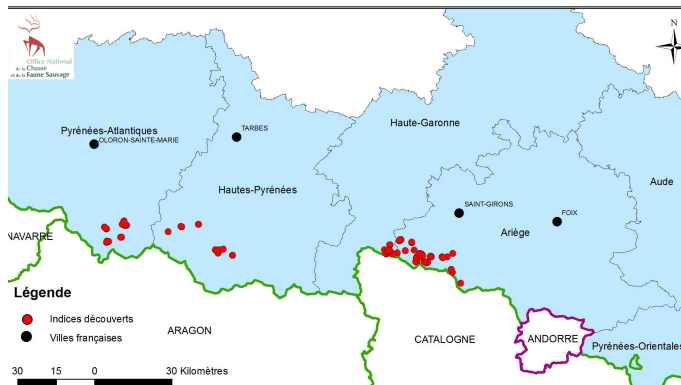 Office National
de la Chasse
et de la Faune Sauvage
N
Pyrénées-Atlantiques
OLORON-SAINTE-MARIE
TARBES
Haute-Garonne
Hautes-Pyrénées
Aude
SAINT-GIRONS
FOIX
Ariège
NAVARRE
Légende
Indices découverts
Villes françaises
ARAGON
CATALOGNE
ANDORRE
Pyrénées-Orientales
30 15 0 30 Kilomètres